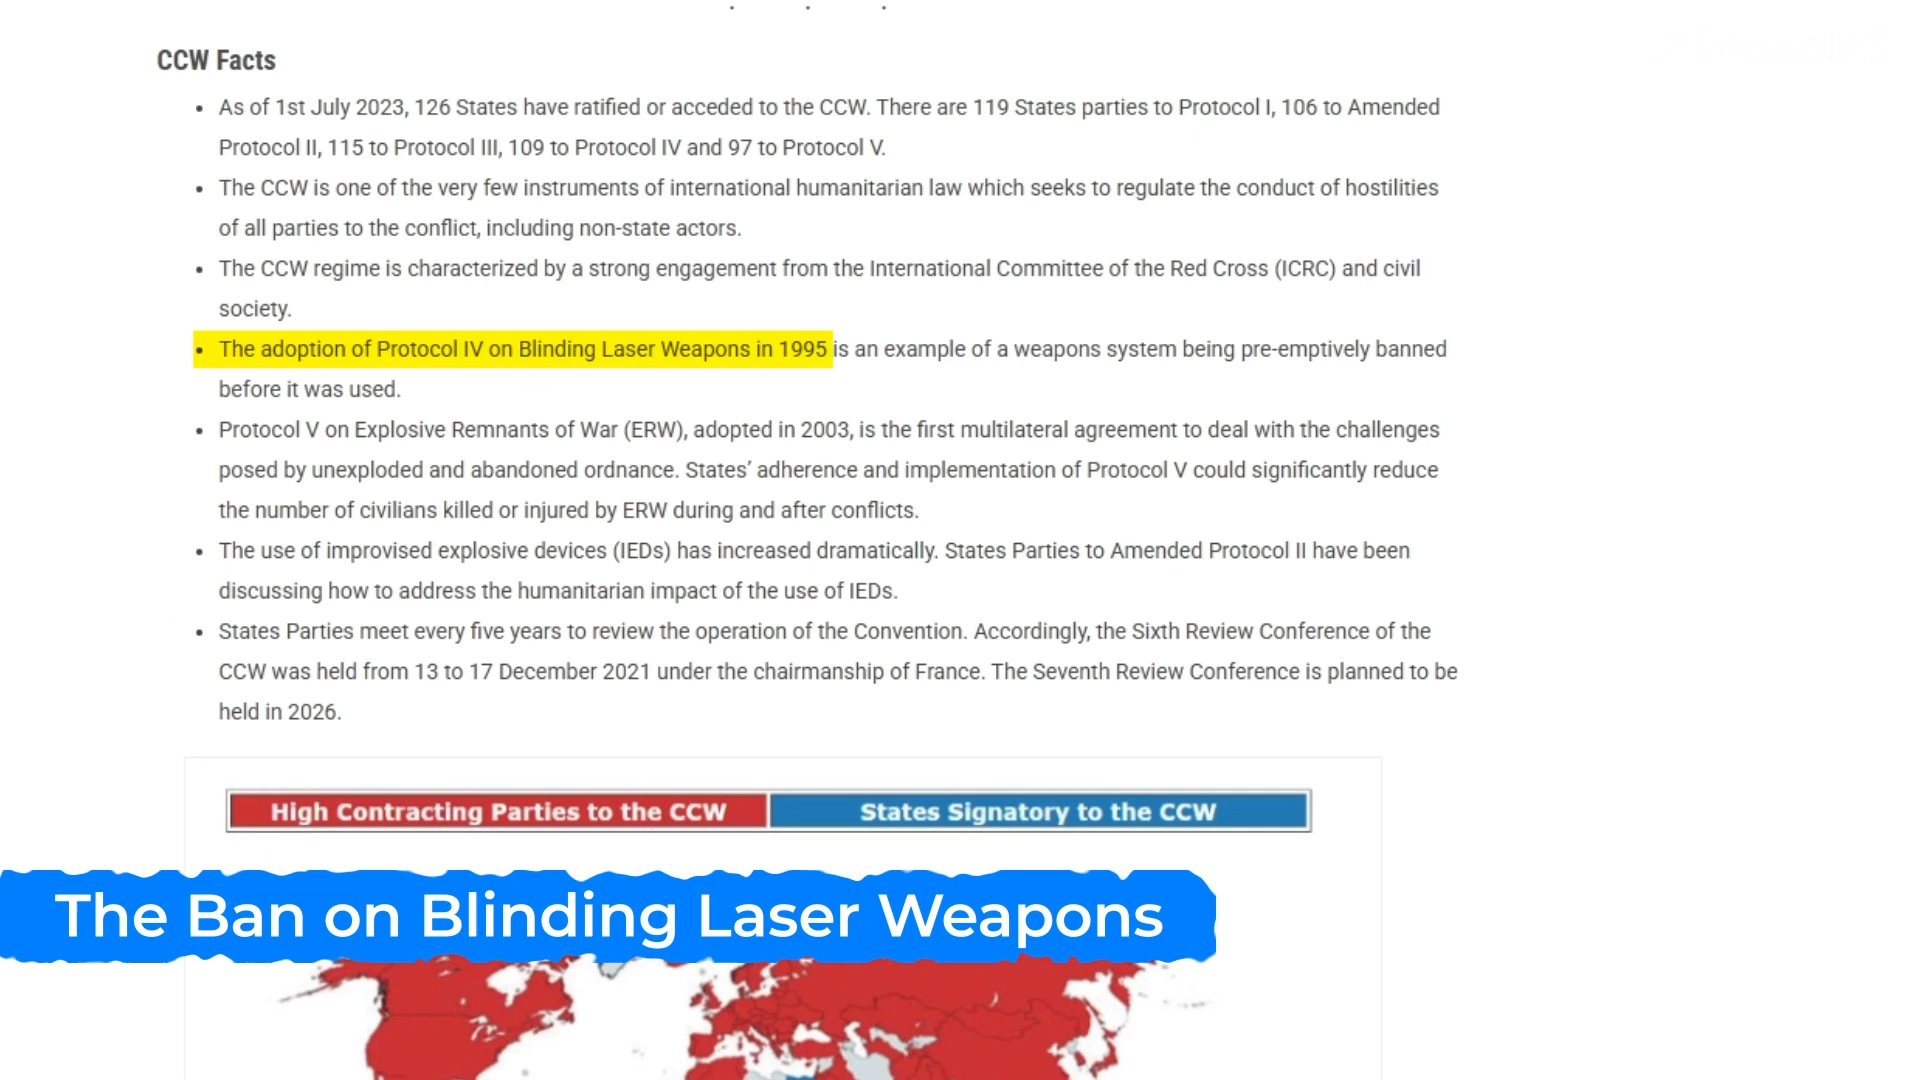 CCW Facts
• As of 1st July 2023, 126 States have ratified or acceded to the CCW. There are 119 States parties to Protocol I, 106 to Amended
Protocol II, 115 to Protocol III, 109 to Protocol IV and 97 to Protocol V.
• The CCW is one of the very few instruments of international humanitarian law which seeks to regulate the conduct of hostilities
of all parties to the conflict, including non-state actors.
• The CCW regime is characterized by a strong engagement from the International Committee of the Red Cross (ICRC) and civil
society.
• The adoption of Protocol IV on Blinding Laser Weapons in 1995 is an example of a weapons system being pre-emptively banned
before it was used.
• Protocol V on Explosive Remnants of War (ERW), adopted in 2003, is the first multilateral agreement to deal with the challenges
posed by unexploded and abandoned ordnance. States’ adherence and implementation of Protocol V could significantly reduce
the number of civilians killed or injured by ERW during and after conflicts.
• The use of improvised explosive devices (IEDs) has increased dramatically. States Parties to Amended Protocol II have been
discussing how to address the humanitarian impact of the use of IEDs.
• States Parties meet every five years to review the operation of the Convention. Accordingly, the Sixth Review Conference of the
CCW was held from 13 to 17 December 2021 under the chairmanship of France. The Seventh Review Conference is planned to be
held in 2026.
High Contracting Parties to the CCW
States Signatory to the CCW
The Ban on Blinding Laser Weapons